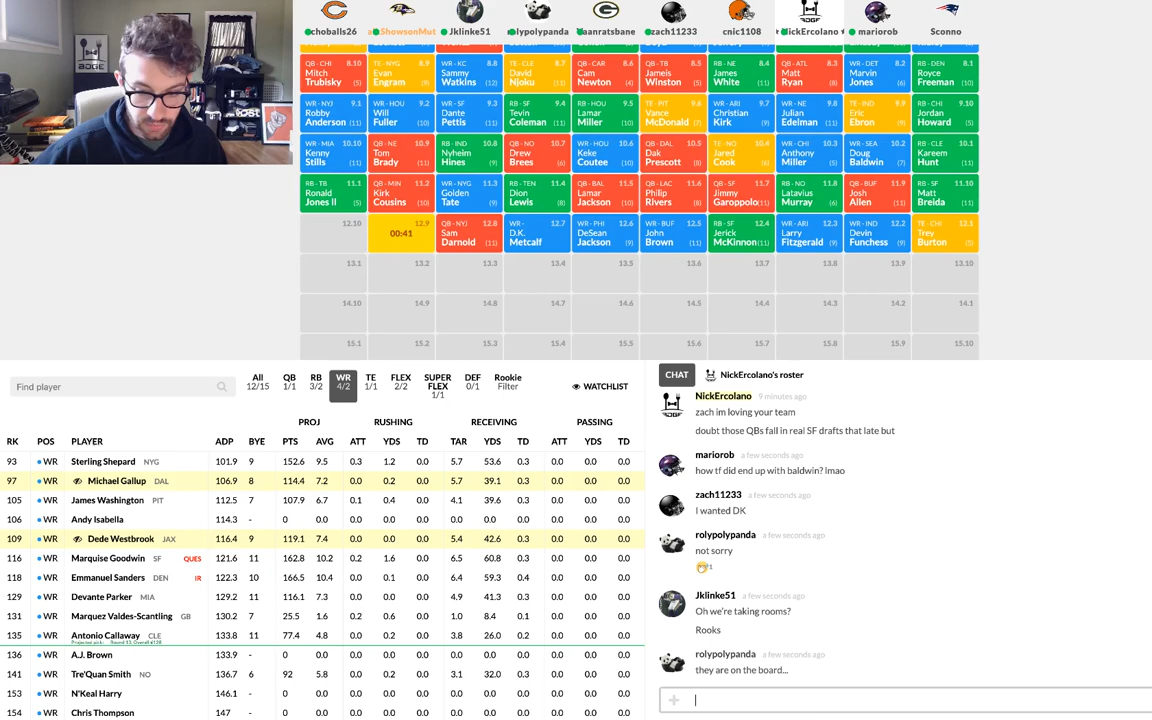 choballs26
ShowsonMut
Jklinke51
rolypolypanda
zach11233
cnic1108
NickErcolano
mariorob
Sconno
QB - CHI 8.10
Mitch
Trubisky (5)
TE - NYG 8.9
Evan
Engram (9)
WR - KC 8.8
Sammy
Watkins (12)
TE - CLE 8.7
David
Njoku (11)
QB - CAR 8.6
Cam
Newton (4)
QB - TB 8.5
Jameis
Winston (5)
RB - NE 8.4
James
White (11)
QB - ATL 8.3
Matt
Ryan (8)
WR - DET 8.2
Marvin
Jones (6)
RB - DEN 8.1
Royce
Freeman (10)
WR - NYJ 9.1
Robby
Anderson (11)
WR - HOU 9.2
Will
Fuller (10)
WR - SF 9.3
Dante
Pettis (11)
RB - SF 9.4
Tevin
Coleman (11)
RB - HOU 9.5
Lamar
Miller (10)
TE - PIT 9.6
Vance
McDonald (7)
WR - ARI 9.7
Christian
Kirk (9)
WR - NE 9.8
Julian
Edelman (11)
TE - IND 9.9
Eric
Ebron (9)
RB - CHI 9.10
Jordan
Howard (5)
WR - MIA 10.10
Kenny
Stills (11)
QB - NE 10.9
Tom
Brady (11)
RB - IND 10.8
Nyheim
Hines (9)
QB - NO 10.7
Drew
Brees (6)
WR - HOU 10.6
Keke
Coutee (10)
QB - DAL 10.5
Dak
Prescott (8)
TE - NO 10.4
Jared
Cook (6)
WR - CHI 10.3
Anthony
Miller (5)
WR - SEA 10.2
Doug
Baldwin (7)
RB - CLE 10.1
Kareem
Hunt (11)
RB - TB 11.1
Ronald
Jones II (5)
QB - MIN 11.2
Kirk
Cousins (10)
WR - NYG 11.3
Golden
Tate (9)
RB - TEN 11.4
Dion
Lewis (8)
QB - BAL 11.5
Lamar
Jackson (10)
QB - LAC 11.6
Philip
Rivers (8)
QB - SF 11.7
Jimmy
Garoppolo (11)
RB - NO 11.8
Latavius
Murray (6)
QB - BUF 11.9
Josh
Allen (11)
RB - SF 11.10
Matt
Breida (11)
12.10
12.9
00:41
QB - NYJ 12.8
Sam
Darnold (11)
WR - 12.7
D.K.
Metcalf
WR - PHI 12.6
DeSean
Jackson (9)
WR - BUF 12.5
John
Brown (11)
RB - SF 12.4
Jerick
McKinnon (11)
WR - ARI 12.3
Larry
Fitzgerald (9)
WR - IND 12.2
Devin
Funchess (9)
TE - CHI 12.1
Trey
Burton (5)
13.1 13.2 13.3 13.4 13.5 13.6 13.7 13.8 13.9 13.10
14.10 14.9 14.8 14.7 14.6 14.5 14.4 14.3 14.2 14.1
15.1 15.2 15.3 15.4 15.5 15.6 15.7 15.8 15.9 15.10
Find player
All 12/15
QB 1/1
RB 3/2
WR 4/2
TE 1/1
FLEX 2/2
SUPER FLEX 1/1
DEF 0/1
Rookie Filter
WATCHLIST
PROJ RUSHING RECEIVING PASSING
RK POS PLAYER ADP BYE PTS AVG ATT YDS TD TAR YDS TD ATT YDS TD
93 WR Sterling Shepard NYG 101.9 9 152.6 9.5 0.3 1.2 0.0 5.7 53.6 0.3 0.0 0.0 0.0
97 WR Michael Gallup DAL 106.9 8 114.4 7.2 0.0 0.2 0.0 5.7 39.1 0.3 0.0 0.0 0.0
105 WR James Washington PIT 112.5 7 107.9 6.7 0.1 0.4 0.0 4.1 39.6 0.3 0.0 0.0 0.0
106 WR Andy Isabella 114.3 - 0 0.0 0.0 0.0 0.0 0.0 0.0 0.0 0.0 0.0 0.0
109 WR Dede Westbrook JAX 116.4 9 119.1 7.4 0.0 0.2 0.0 5.4 42.6 0.3 0.0 0.0 0.0
116 WR Marquise Goodwin SF QUES 121.6 11 162.8 10.2 0.2 1.6 0.0 6.5 60.8 0.3 0.0 0.0 0.0
118 WR Emmanuel Sanders DEN IR 122.3 10 166.5 10.4 0.0 0.1 0.0 6.4 59.3 0.4 0.0 0.0 0.0
129 WR Devante Parker MIA 129.2 11 116.1 7.3 0.0 0.0 0.0 4.9 41.3 0.3 0.0 0.0 0.0
131 WR Marquez Valdes-Scantling GB 130.2 7 25.5 1.6 0.2 0.6 0.0 1.0 8.4 0.1 0.0 0.0 0.0
135 WR Antonio Callaway CLE 133.8 11 77.4 4.8 0.0 0.2 0.0 3.8 26.0 0.2 0.0 0.0 0.0
136 WR A.J. Brown 133.9 - 0 0.0 0.0 0.0 0.0 0.0 0.0 0.0 0.0 0.0 0.0
141 WR Tre'Quan Smith NO 136.7 6 92 5.8 0.0 0.2 0.0 3.1 32.0 0.3 0.0 0.0 0.0
153 WR N'Keal Harry 146.1 - 0 0.0 0.0 0.0 0.0 0.0 0.0 0.0 0.0 0.0 0.0
154 WR Chris Thompson 147 - 0 0.0 0.0 0.0 0.0 0.0 0.0 0.0 0.0 0.0 0.0
CHAT NickErcolano's roster
NickErcolano 9 minutes ago
zach im loving your team
doubt those QBs fall in real SF drafts that late but
mariorob a few seconds ago
how tf did end up with baldwin? lmao
zach11233 a few seconds ago
I wanted DK
rolypolypanda a few seconds ago
not sorry
1
Jklinke51 a few seconds ago
Oh we're taking rooms?
Rooks
rolypolypanda a few seconds ago
they are on the board...